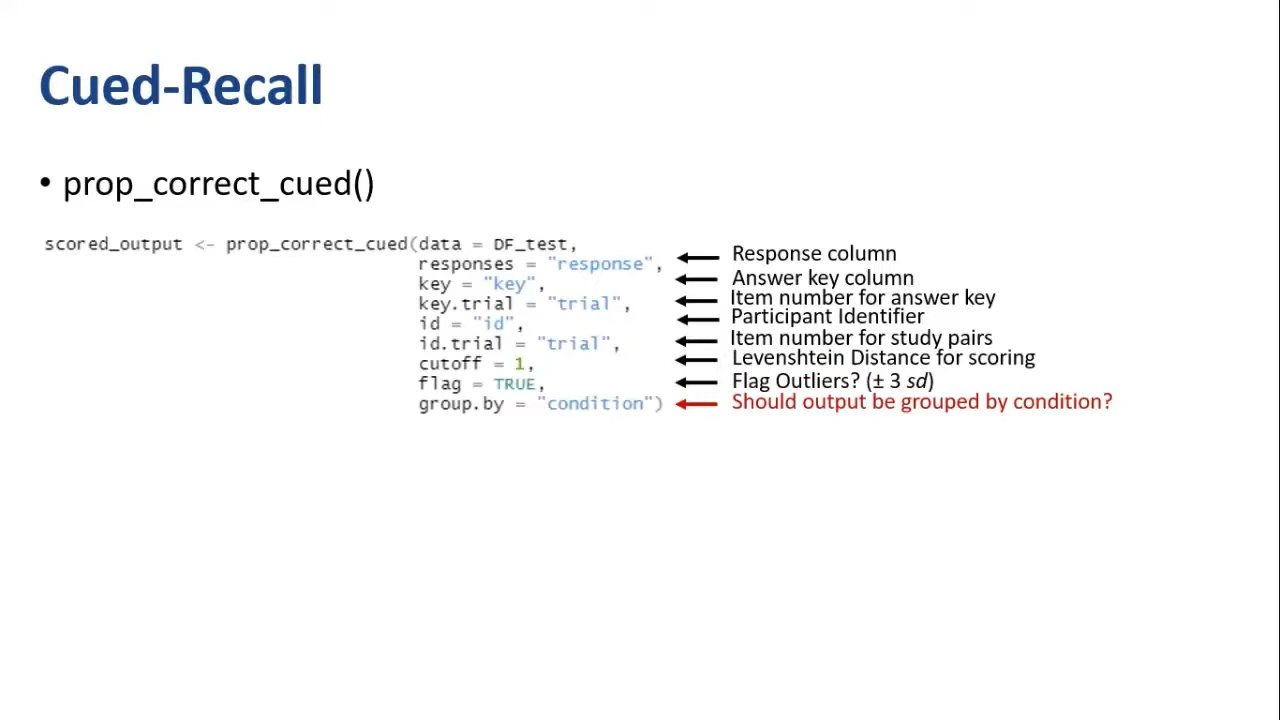 Cued-Recall
• prop_correct_cued()
scored_output <- prop_correct_cued(data = DF_test,
responses = "response", Response column
key = "key", Answer key column
key.trial = "trial", Item number for answer key
id = "id", Participant Identifier
id.trial = "trial", Item number for study pairs
cutoff = 1, Levenshtein Distance for scoring
flag = TRUE, Flag Outliers? (± 3 sd)
group.by = "condition") Should output be grouped by condition?